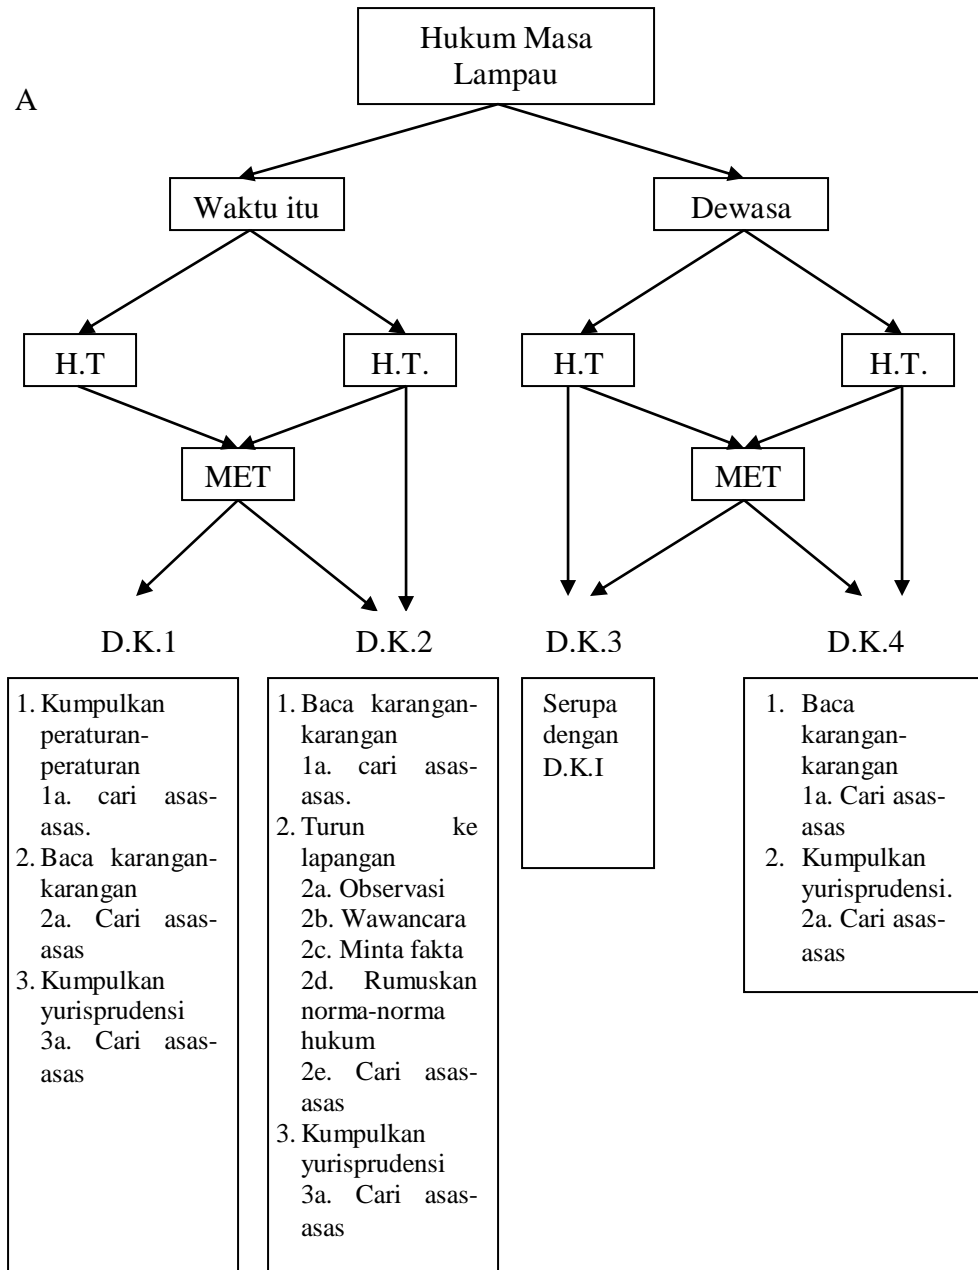 Hukum Masa
Lampau
A
Waktu itu
Dewasa
H.T
H.T.
H.T
H.T.
MET
MET
D.K.1
D.K.2
D.K.3
D.K.4
1. Kumpulkan
peraturan-
peraturan
1a. cari asas-
asas.
2. Baca karangan-
karangan
2a. Cari asas-
asas
3. Kumpulkan
yurisprudensi
3a. Cari asas-
asas
1. Baca karangan-
karangan
1a. cari asas-
asas.
2. Turun ke
lapangan
2a. Observasi
2b. Wawancara
2c. Minta fakta
2d. Rumuskan
norma-norma
hukum
2e. Cari asas-
asas
3. Kumpulkan
yurisprudensi
3a. Cari asas-
asas
Serupa
dengan
D.K.I
1. Baca
karangan-
karangan
1a. Cari asas-
asas
2. Kumpulkan
yurisprudensi.
2a. Cari asas-
asas